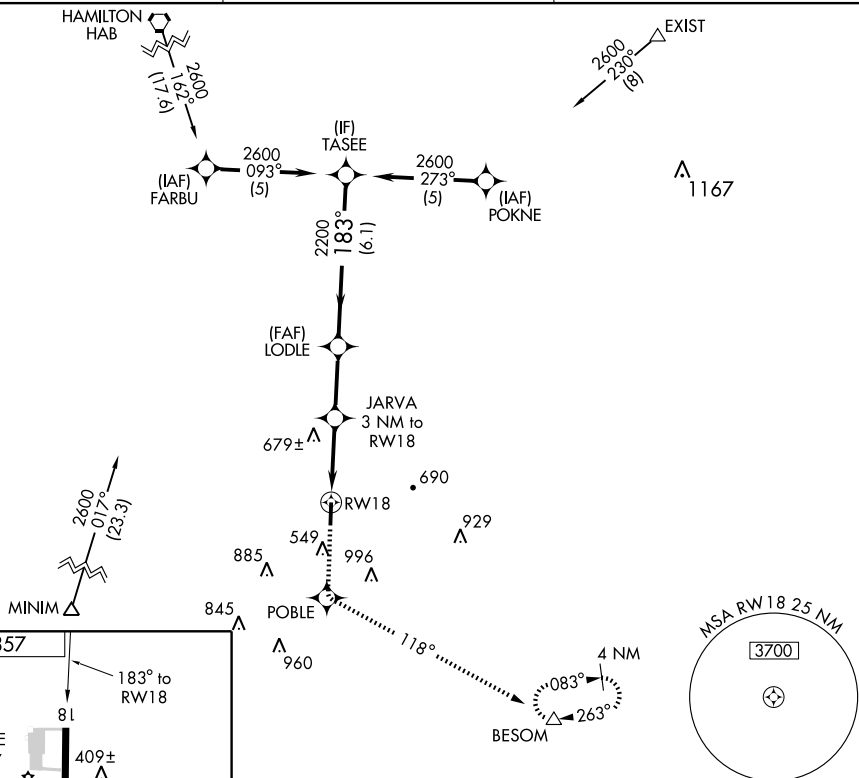 HAMILTON
HAB
2600
162°
(17.6)
EXIST
2600
230°
(8)
(IF)
TASEE
2600
093°
(5)
(IAF)
FARBU
2600
273°
(5)
(IAF)
POKNE
1167
2200
183°
(6.1)
(FAF)
LODLE
JARVA
3 NM to
RW18
679±
690
RW18
929
2600
017°
(23.3)
549
996
885
MINIM
845
POBLE
960
118°
4 NM
083°
263°
BESOM
MSA RW18 25 NM
3700
357
183° to
RW18
18
E
409±